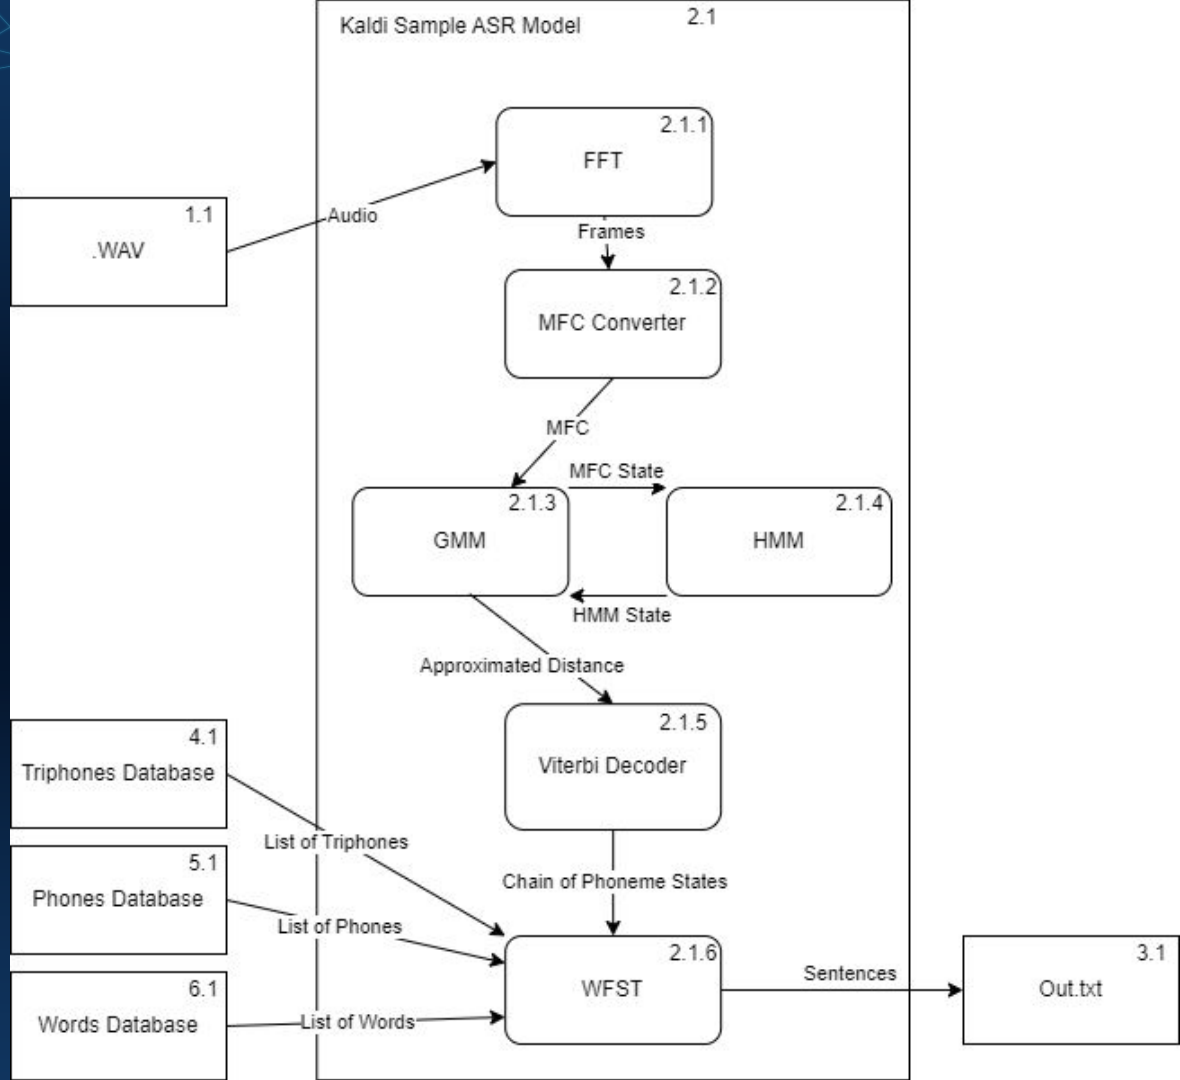 Kaldi Sample ASR Model
2.1
2.1.1
FFT
1.1
.WAV
Audio
Frames
2.1.2
MFC Converter
MFC
MFC State
2.1.3
GMM
2.1.4
HMM
HMM State
Approximated Distance
2.1.5
Viterbi Decoder
4.1
Triphones Database
List of Triphones
5.1
Phones Database
Chain of Phoneme States
List of Phones
2.1.6
WFST
6.1
Words Database
List of Words
Sentences
3.1
Out.txt